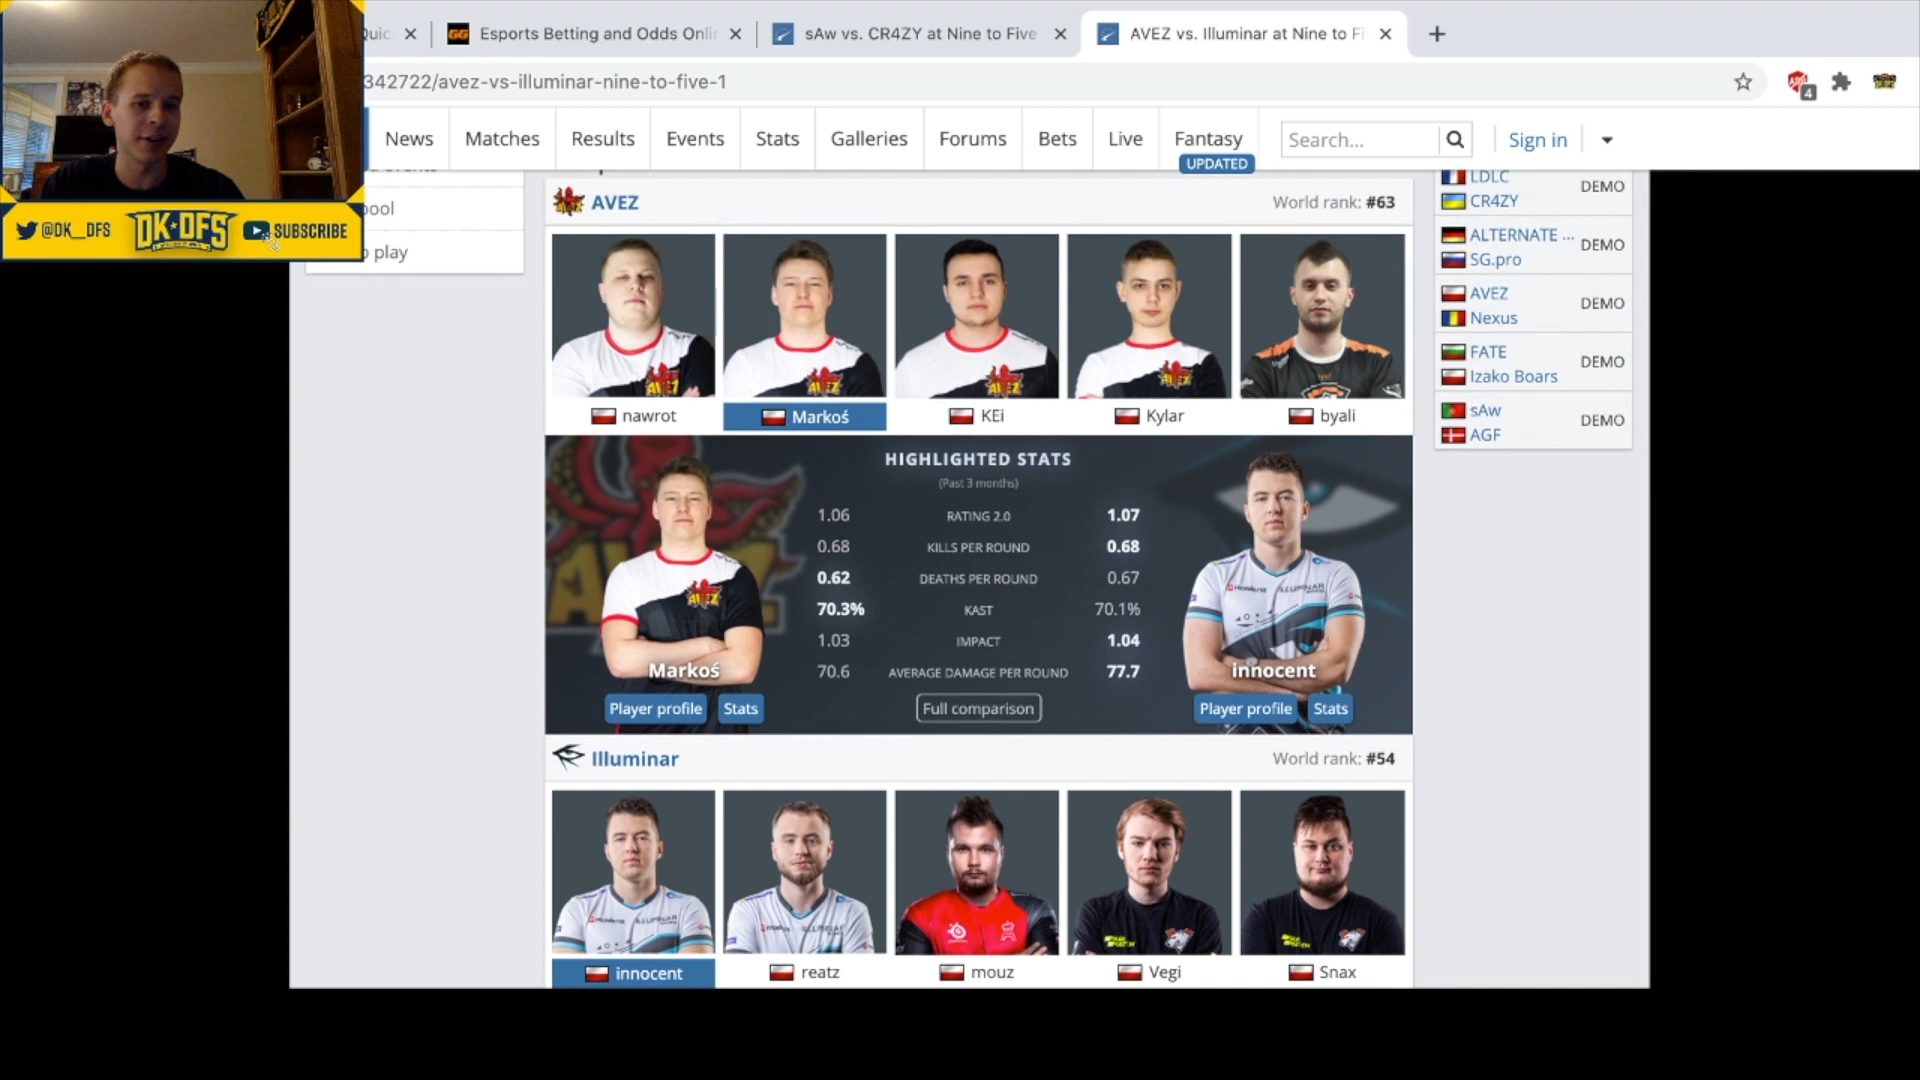 Quic
Esports Betting and Odds Onli
sAw vs. CR4ZY at Nine to Five
AVEZ vs. Illuminar at Nine to Fi
342722/avez-vs-illuminar-nine-to-five-1
4
News
Matches
Results
Events
Stats
Galleries
Forums
Bets
Live
Fantasy
UPDATED
Search...
Sign in
@DK__DFS
DK★DFS
SUBSCRIBE
pool
o play
AVEZ
World rank: #63
nawrot
Markoś
KEi
Kylar
byali
HIGHLIGHTED STATS
(Past 3 months)
1.06 RATING 2.0 1.07
0.68 KILLS PER ROUND 0.68
0.62 DEATHS PER ROUND 0.67
70.3% KAST 70.1%
1.03 IMPACT 1.04
70.6 AVERAGE DAMAGE PER ROUND 77.7
Markoś
innocent
Player profile
Stats
Full comparison
Player profile
Stats
Illuminar
World rank: #54
innocent
reatz
mouz
Vegi
Snax
LDLC
CR4ZY
DEMO
ALTERNATE ...
SG.pro
DEMO
AVEZ
Nexus
DEMO
FATE
Izako Boars
DEMO
sAw
AGF
DEMO